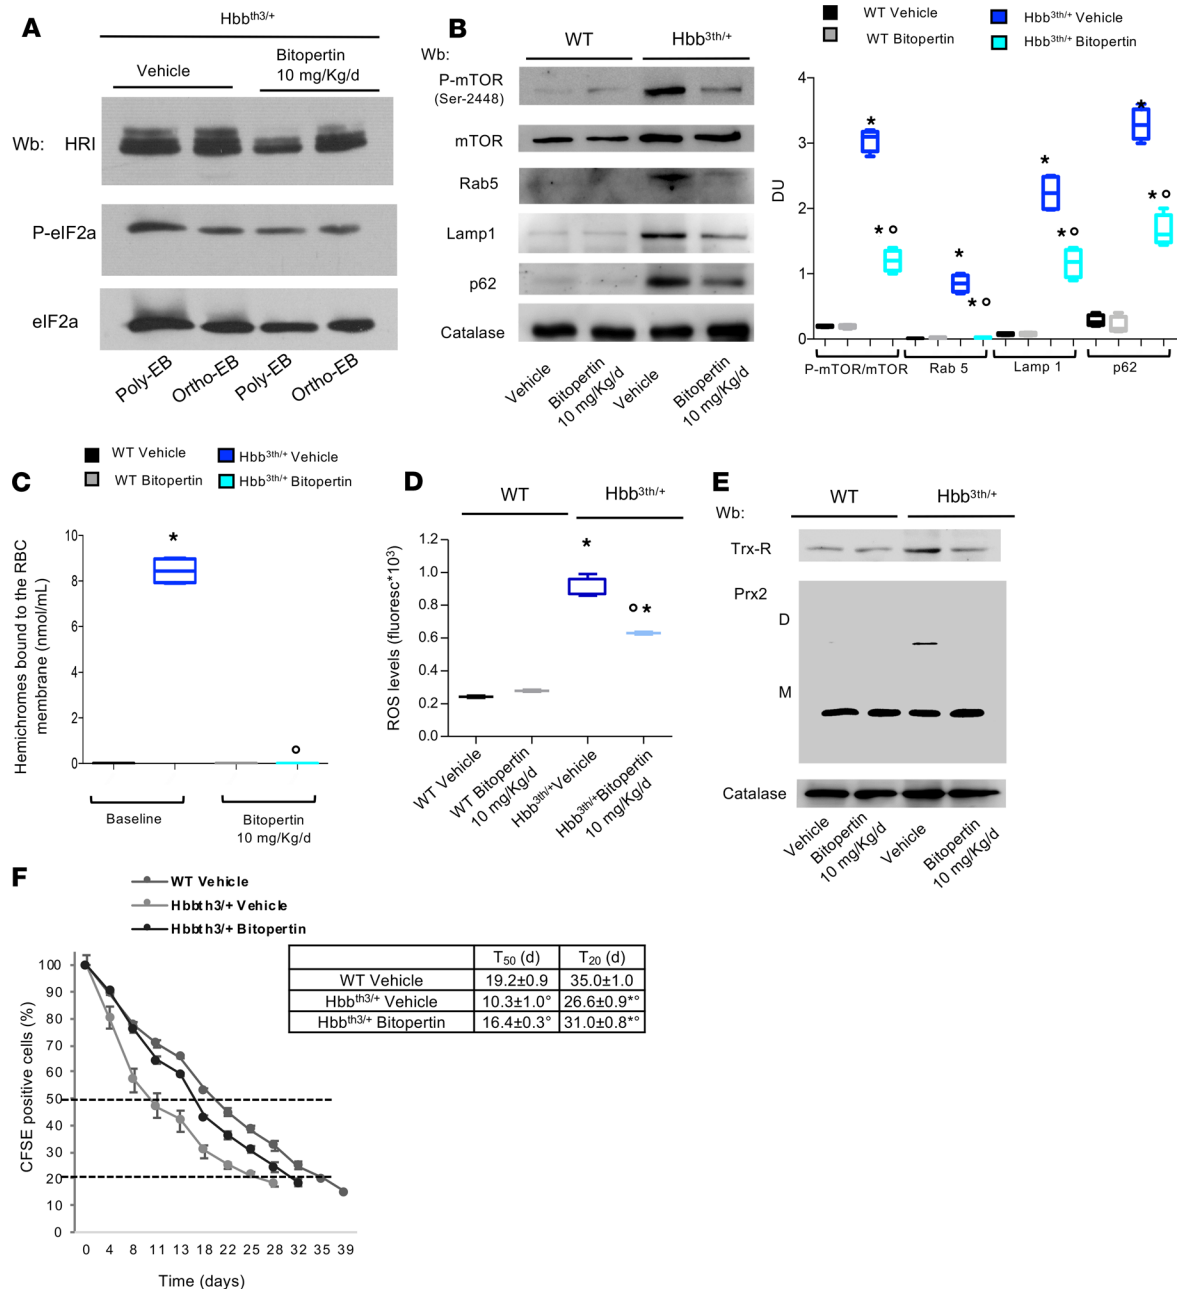 A
Hbbth3/+
Vehicle
Bitopertin
10 mg/Kg/d
Wb: HRI
P-eIF2a
eIF2a
Poly-EB
Ortho-EB
Poly-EB
Ortho-EB
B
WT
Hbb3th/+
Wb:
P-mTOR
(Ser-2448)
mTOR
Rab5
Lamp1
p62
Catalase
Vehicle
Bitopertin
10 mg/Kg/d
Vehicle
Bitopertin
10 mg/Kg/d
WT Vehicle
WT Bitopertin
Hbb3th/+ Vehicle
Hbb3th/+ Bitopertin
DU
4
3
2
1
0
*
* °
*
* °
*
* °
*
* °
P-mTOR/mTOR
Rab 5
Lamp 1
p62
C
WT Vehicle
WT Bitopertin
Hbb3th/+ Vehicle
Hbb3th/+ Bitopertin
Hemichromes bound to the RBC
membrane (nmol/mL)
10
8
6
4
2
0
*
°
Baseline
Bitopertin
10 mg/Kg/d
D
WT
Hbb3th/+
ROS levels (fluoresc*103)
1.2
1.0
0.8
0.6
0.4
0.2
0.0
*
° *
WT Vehicle
WT Bitopertin
10 mg/Kg/d
Hbb3th/+Vehicle
Hbb3th/+Bitopertin
10 mg/Kg/d
E
WT
Hbb3th/+
Wb:
Trx-R
Prx2
D
M
Catalase
Vehicle
Bitopertin
10 mg/Kg/d
Vehicle
Bitopertin
10 mg/Kg/d
F
WT Vehicle
Hbbth3/+ Vehicle
Hbbth3/+ Bitopertin
CFSE positive cells (%)
100
90
80
70
60
50
40
30
20
10
0
0 4 8 11 13 18 22 25 28 32 35 39
Time (days)
T50 (d) T20 (d)
WT Vehicle 19.2±0.9 35.0±1.0
Hbbth3/+ Vehicle 10.3±1.0° 26.6±0.9*°
Hbbth3/+ Bitopertin 16.4±0.3° 31.0±0.8*°